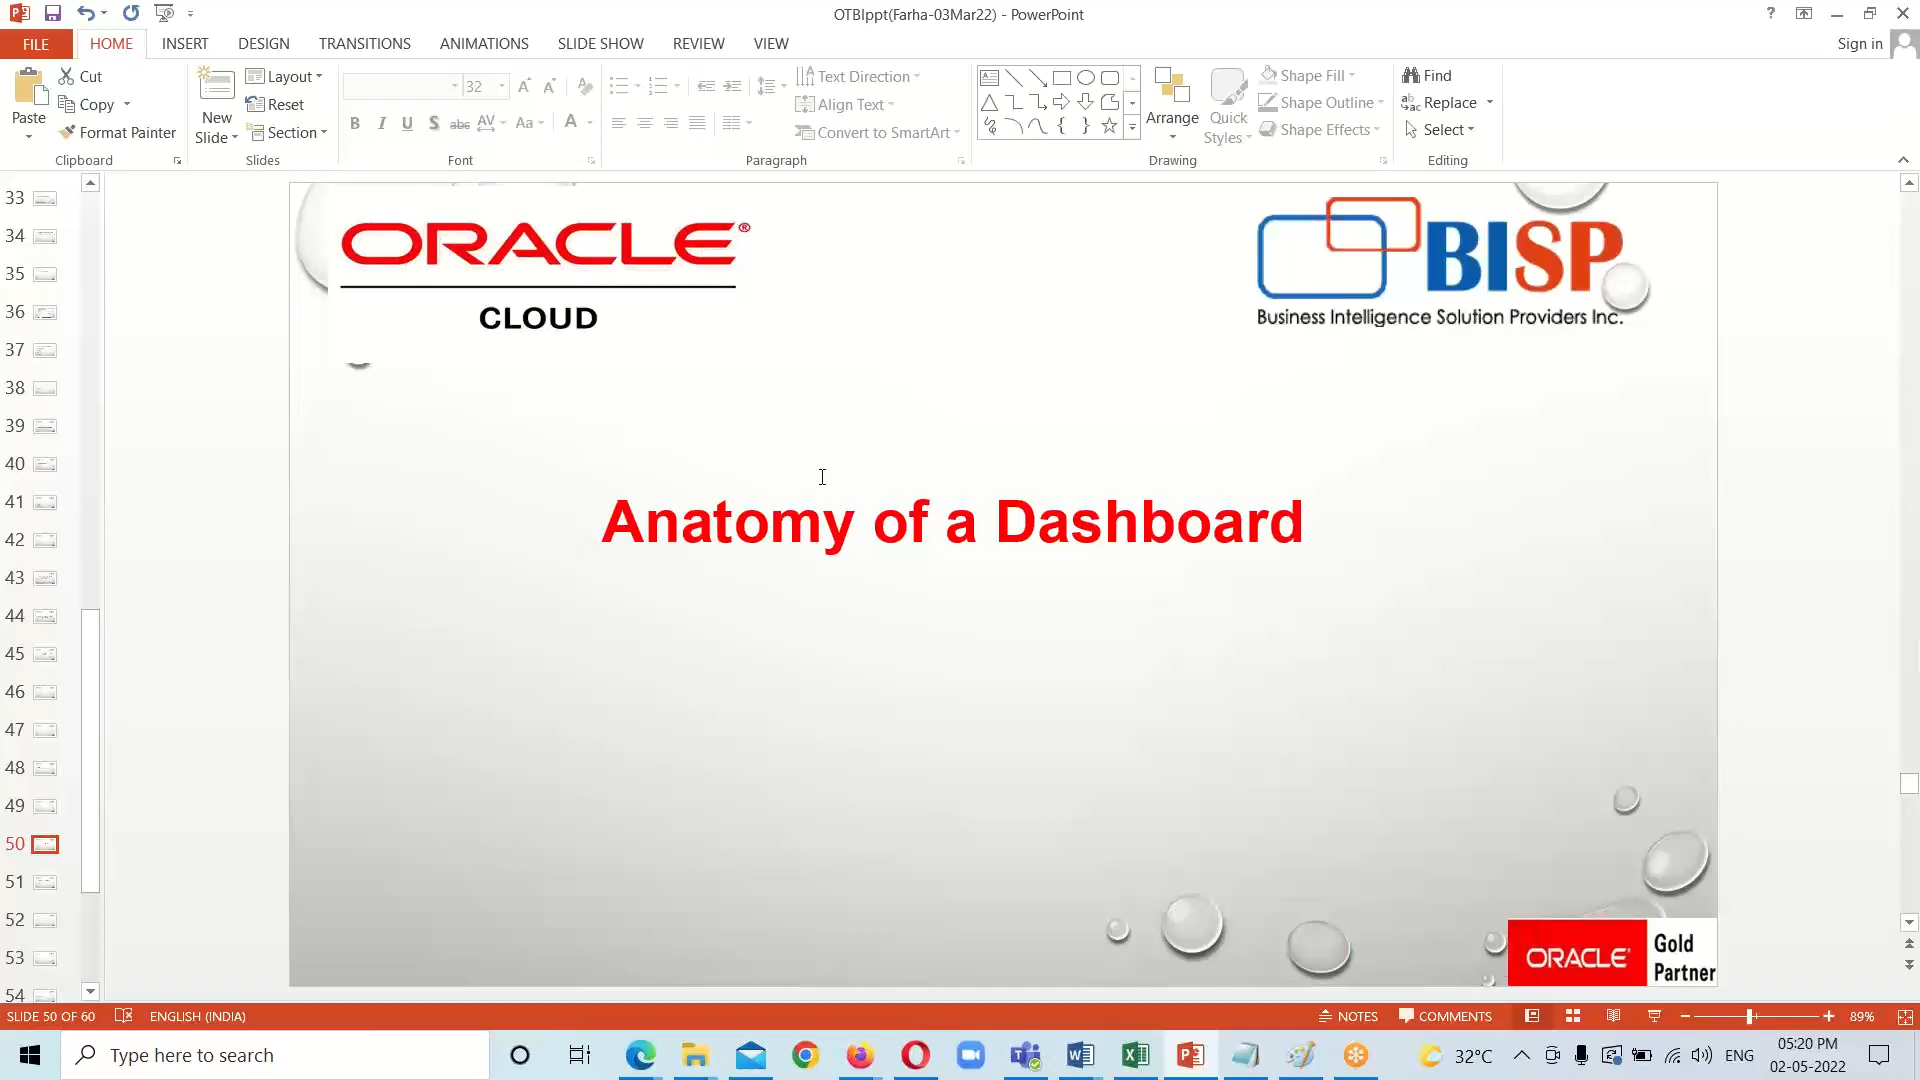 OTBIppt(Farha-03Mar22) - PowerPoint
?
FILE HOME INSERT DESIGN TRANSITIONS ANIMATIONS SLIDE SHOW REVIEW VIEW Sign in
Paste
Cut
Copy
Format Painter
Clipboard
New
Slide
Layout
Reset
Section
Slides
32
B I U S abc AV Aa A
Font
Text Direction
Align Text
Convert to SmartArt
Paragraph
Arrange
Quick
Styles
Shape Fill
Shape Outline
Shape Effects
Drawing
Find
Replace
Select
Editing
33
34
35
36
37
38
39
40
41
42
43
44
45
46
47
48
49
50
51
52
53
54
ORACLE®
CLOUD
BISP
Business Intelligence Solution Providers Inc.
Anatomy of a Dashboard
ORACLE®
Gold
Partner
SLIDE 50 OF 60 ENGLISH (INDIA) NOTES COMMENTS 89%
Type here to search
32°C
ENG
05:20 PM
02-05-2022